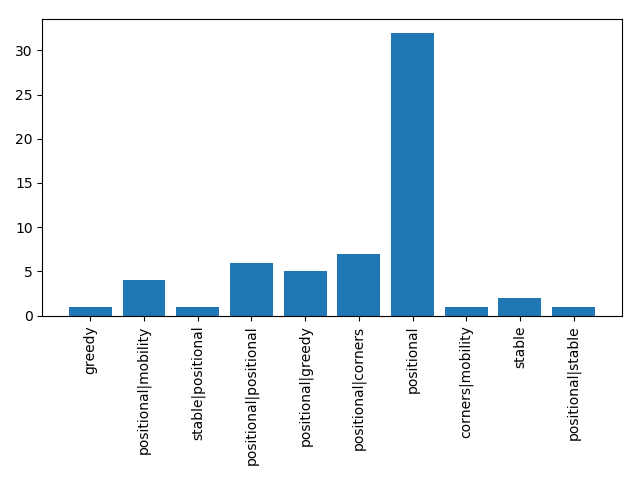 30
25
20
15
10
5
0
greedy
positional|mobility
stable|positional
positional|positional
positional|greedy
positional|corners
positional
corners|mobility
stable
positional|stable